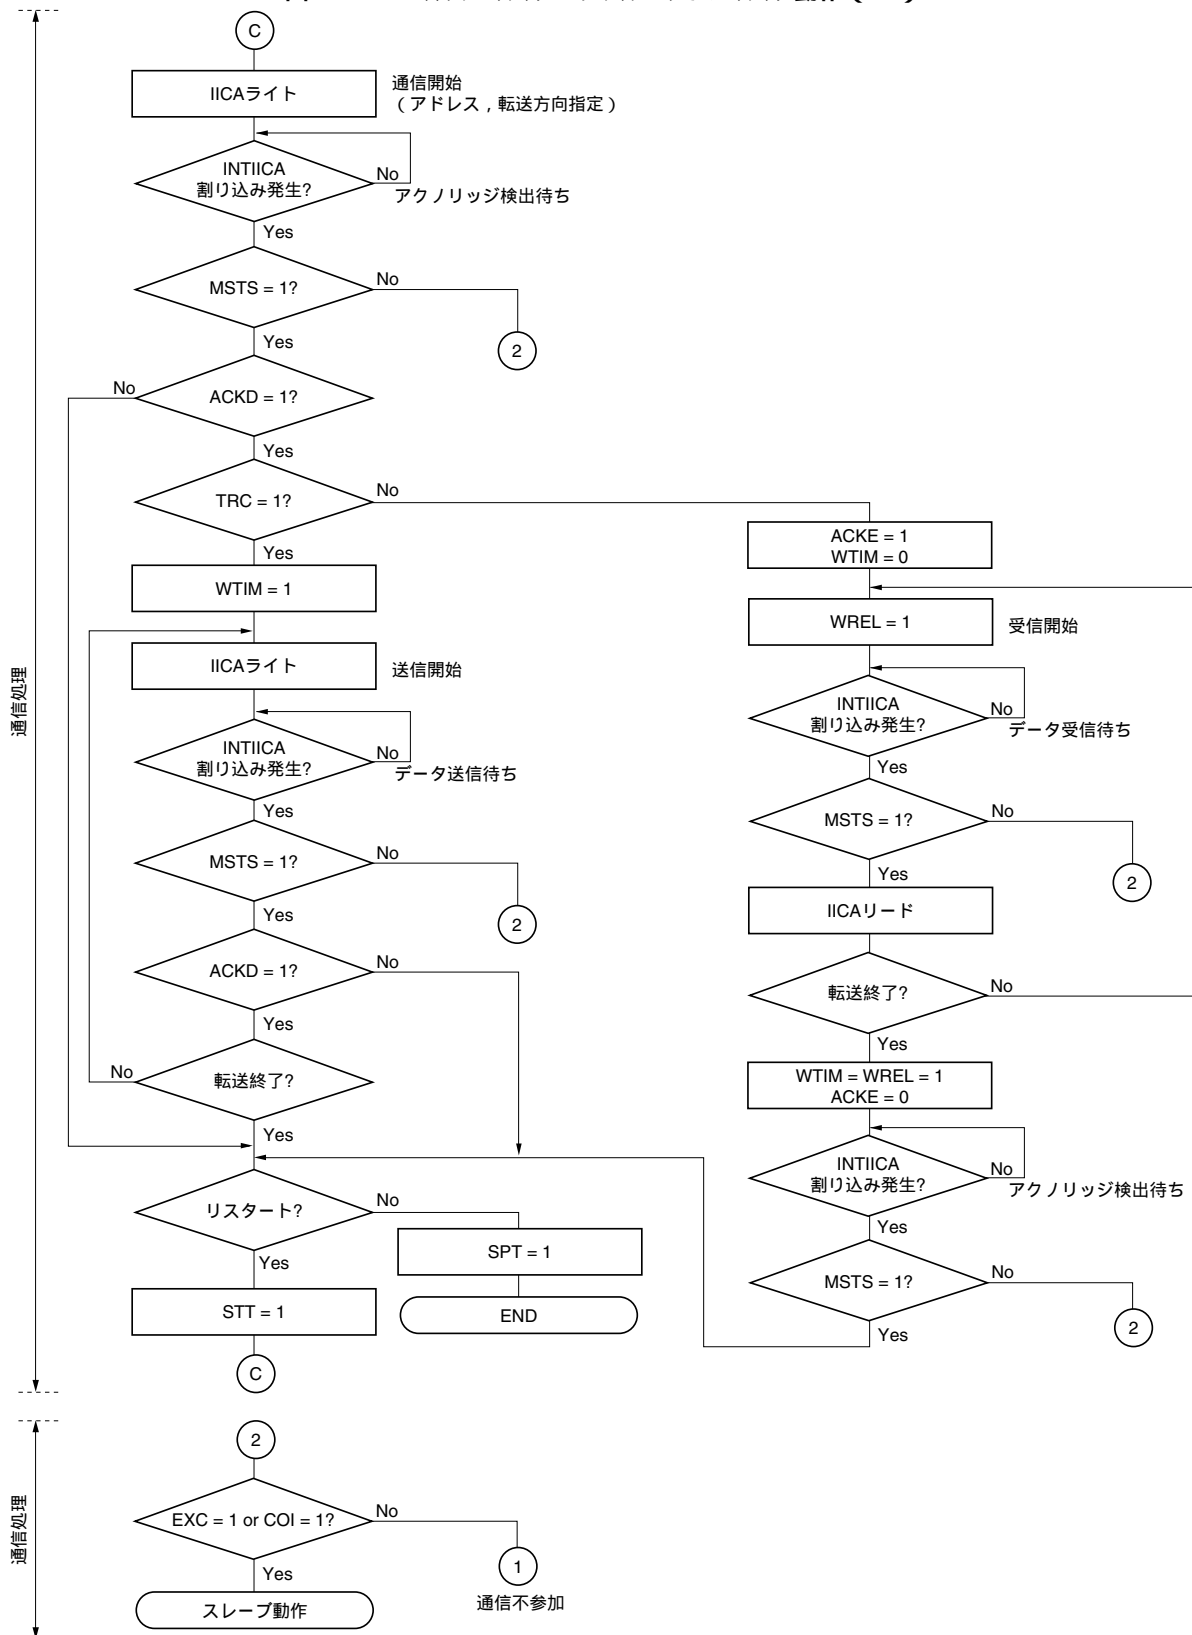 C
IICAライト
通信開始
（アドレス，転送方向指定）
INTIICA
割り込み発生?
No
アクノリッジ検出待ち
Yes
MSTS = 1?
No
2
Yes
ACKD = 1?
No
Yes
TRC = 1?
No
Yes
WTIM = 1
IICAライト
送信開始
INTIICA
割り込み発生?
No
データ送信待ち
Yes
MSTS = 1?
No
2
Yes
ACKD = 1?
No
Yes
転送終了?
No
Yes
ACKE = 1
WTIM = 0
WREL = 1
受信開始
INTIICA
割り込み発生?
No
データ受信待ち
Yes
MSTS = 1?
No
2
Yes
IICAリード
転送終了?
No
Yes
WTIM = WREL = 1
ACKE = 0
INTIICA
割り込み発生?
No
アクノリッジ検出待ち
Yes
MSTS = 1?
No
2
Yes
リスタート?
No
SPT = 1
END
Yes
STT = 1
C
通信処理
2
EXC = 1 or COI = 1?
No
1
通信不参加
Yes
スレーブ動作
通信処理